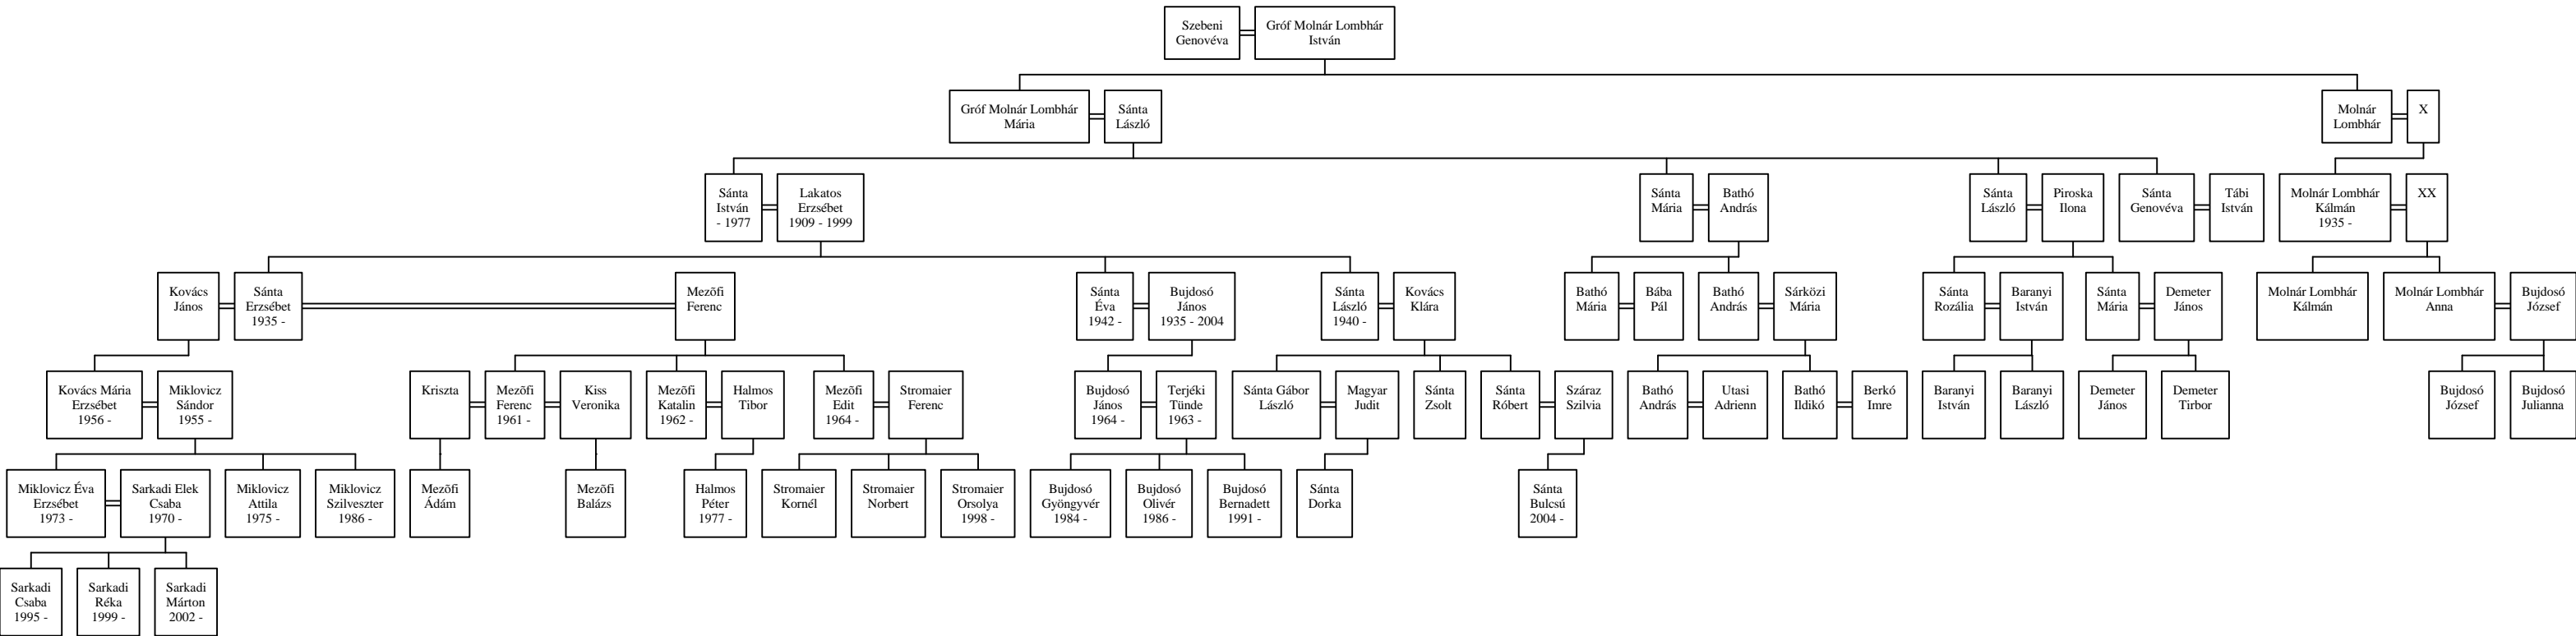 Szebeni
Genovéva
Gróf Molnár Lombhár
István
Gróf Molnár Lombhár
Mária
Sánta
László
Molnár
Lombhár
X
Sánta
István
- 1977
Lakatos
Erzsébet
1909 - 1999
Sánta
Mária
Bathó
András
Sánta
László
Piroska
Ilona
Sánta
Genovéva
Tábi
István
Molnár Lombhár
Kálmán
1935 -
XX
Kovács
János
Sánta
Erzsébet
1935 -
Mezõfi
Ferenc
Sánta
Éva
1942 -
Bujdosó
János
1935 - 2004
Sánta
László
1940 -
Kovács
Klára
Bathó
Mária
Bába
Pál
Bathó
András
Sárközi
Mária
Sánta
Rozália
Baranyi
István
Sánta
Mária
Demeter
János
Molnár Lombhár
Kálmán
Molnár Lombhár
Anna
Bujdosó
József
Kovács Mária
Erzsébet
1956 -
Miklovicz
Sándor
1955 -
Kriszta
Mezõfi
Ferenc
1961 -
Kiss
Veronika
Mezõfi
Katalin
1962 -
Halmos
Tibor
Mezõfi
Edit
1964 -
Stromaier
Ferenc
Bujdosó
János
1964 -
Terjéki
Tünde
1963 -
Sánta Gábor
László
Magyar
Judit
Sánta
Zsolt
Sánta
Róbert
Száraz
Szilvia
Bathó
András
Utasi
Adrienn
Bathó
Ildikó
Berkó
Imre
Baranyi
István
Baranyi
László
Demeter
János
Demeter
Tirbor
Bujdosó
József
Bujdosó
Julianna
Miklovicz Éva
Erzsébet
1973 -
Sarkadi Elek
Csaba
1970 -
Miklovicz
Attila
1975 -
Miklovicz
Szilveszter
1986 -
Mezõfi
Ádám
Mezõfi
Balázs
Halmos
Péter
1977 -
Stromaier
Kornél
Stromaier
Norbert
Stromaier
Orsolya
1998 -
Bujdosó
Gyöngyvér
1984 -
Bujdosó
Olivér
1986 -
Bujdosó
Bernadett
1991 -
Sánta
Dorka
Sánta
Bulcsú
2004 -
Sarkadi
Csaba
1995 -
Sarkadi
Réka
1999 -
Sarkadi
Márton
2002 -